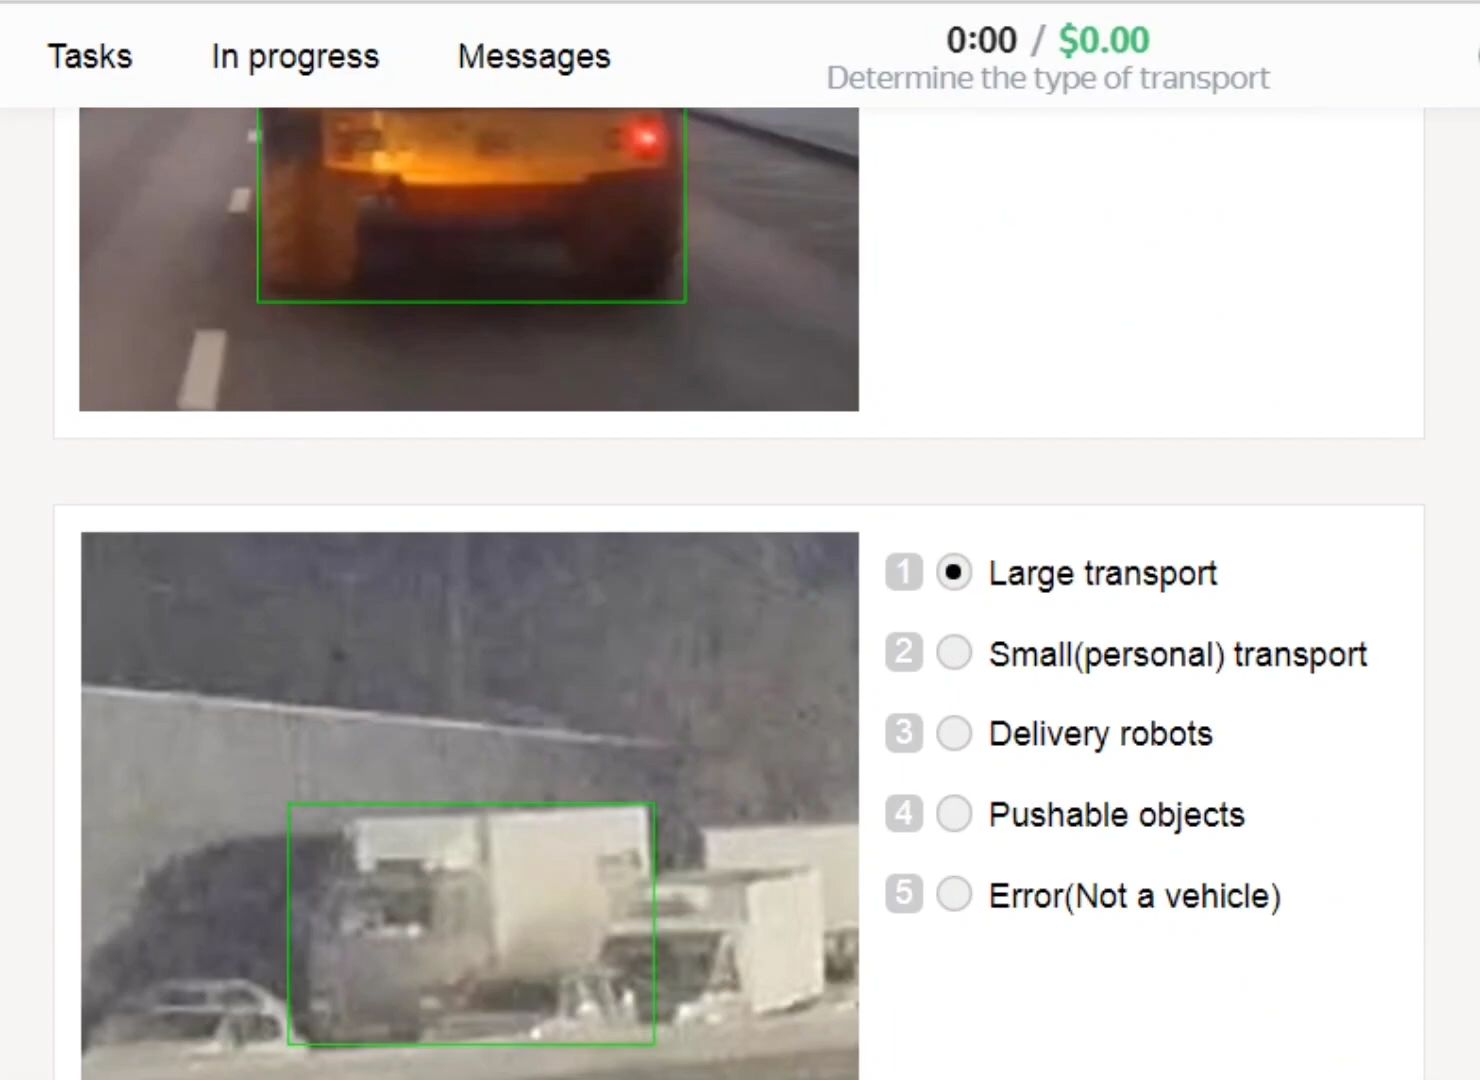 Tasks In progress Messages 0:00 / $0.00
Determine the type of transport
1 Large transport
2 Small(personal) transport
3 Delivery robots
4 Pushable objects
5 Error(Not a vehicle)